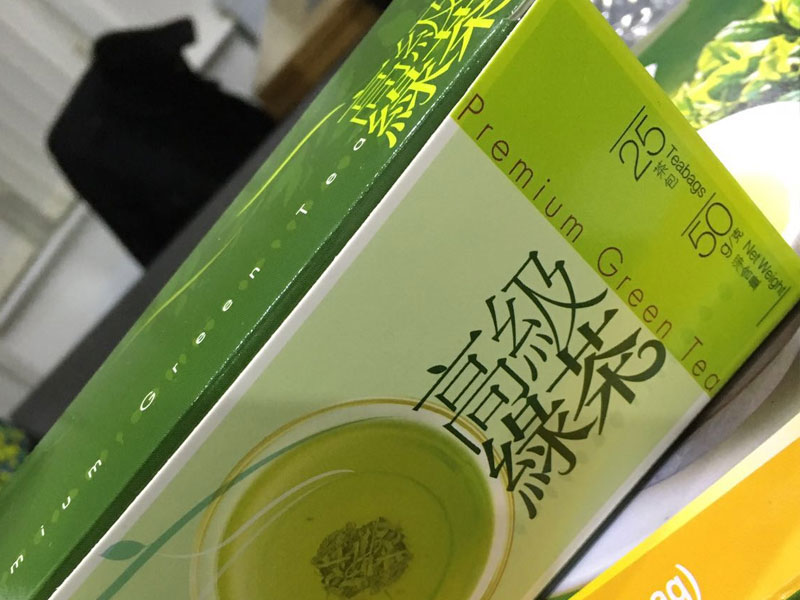 高級
綠茶
mium Green Tea
25 Teabags
茶包
50 g/克 Net Weight
淨含量
Premium Green Tea
高級
綠茶